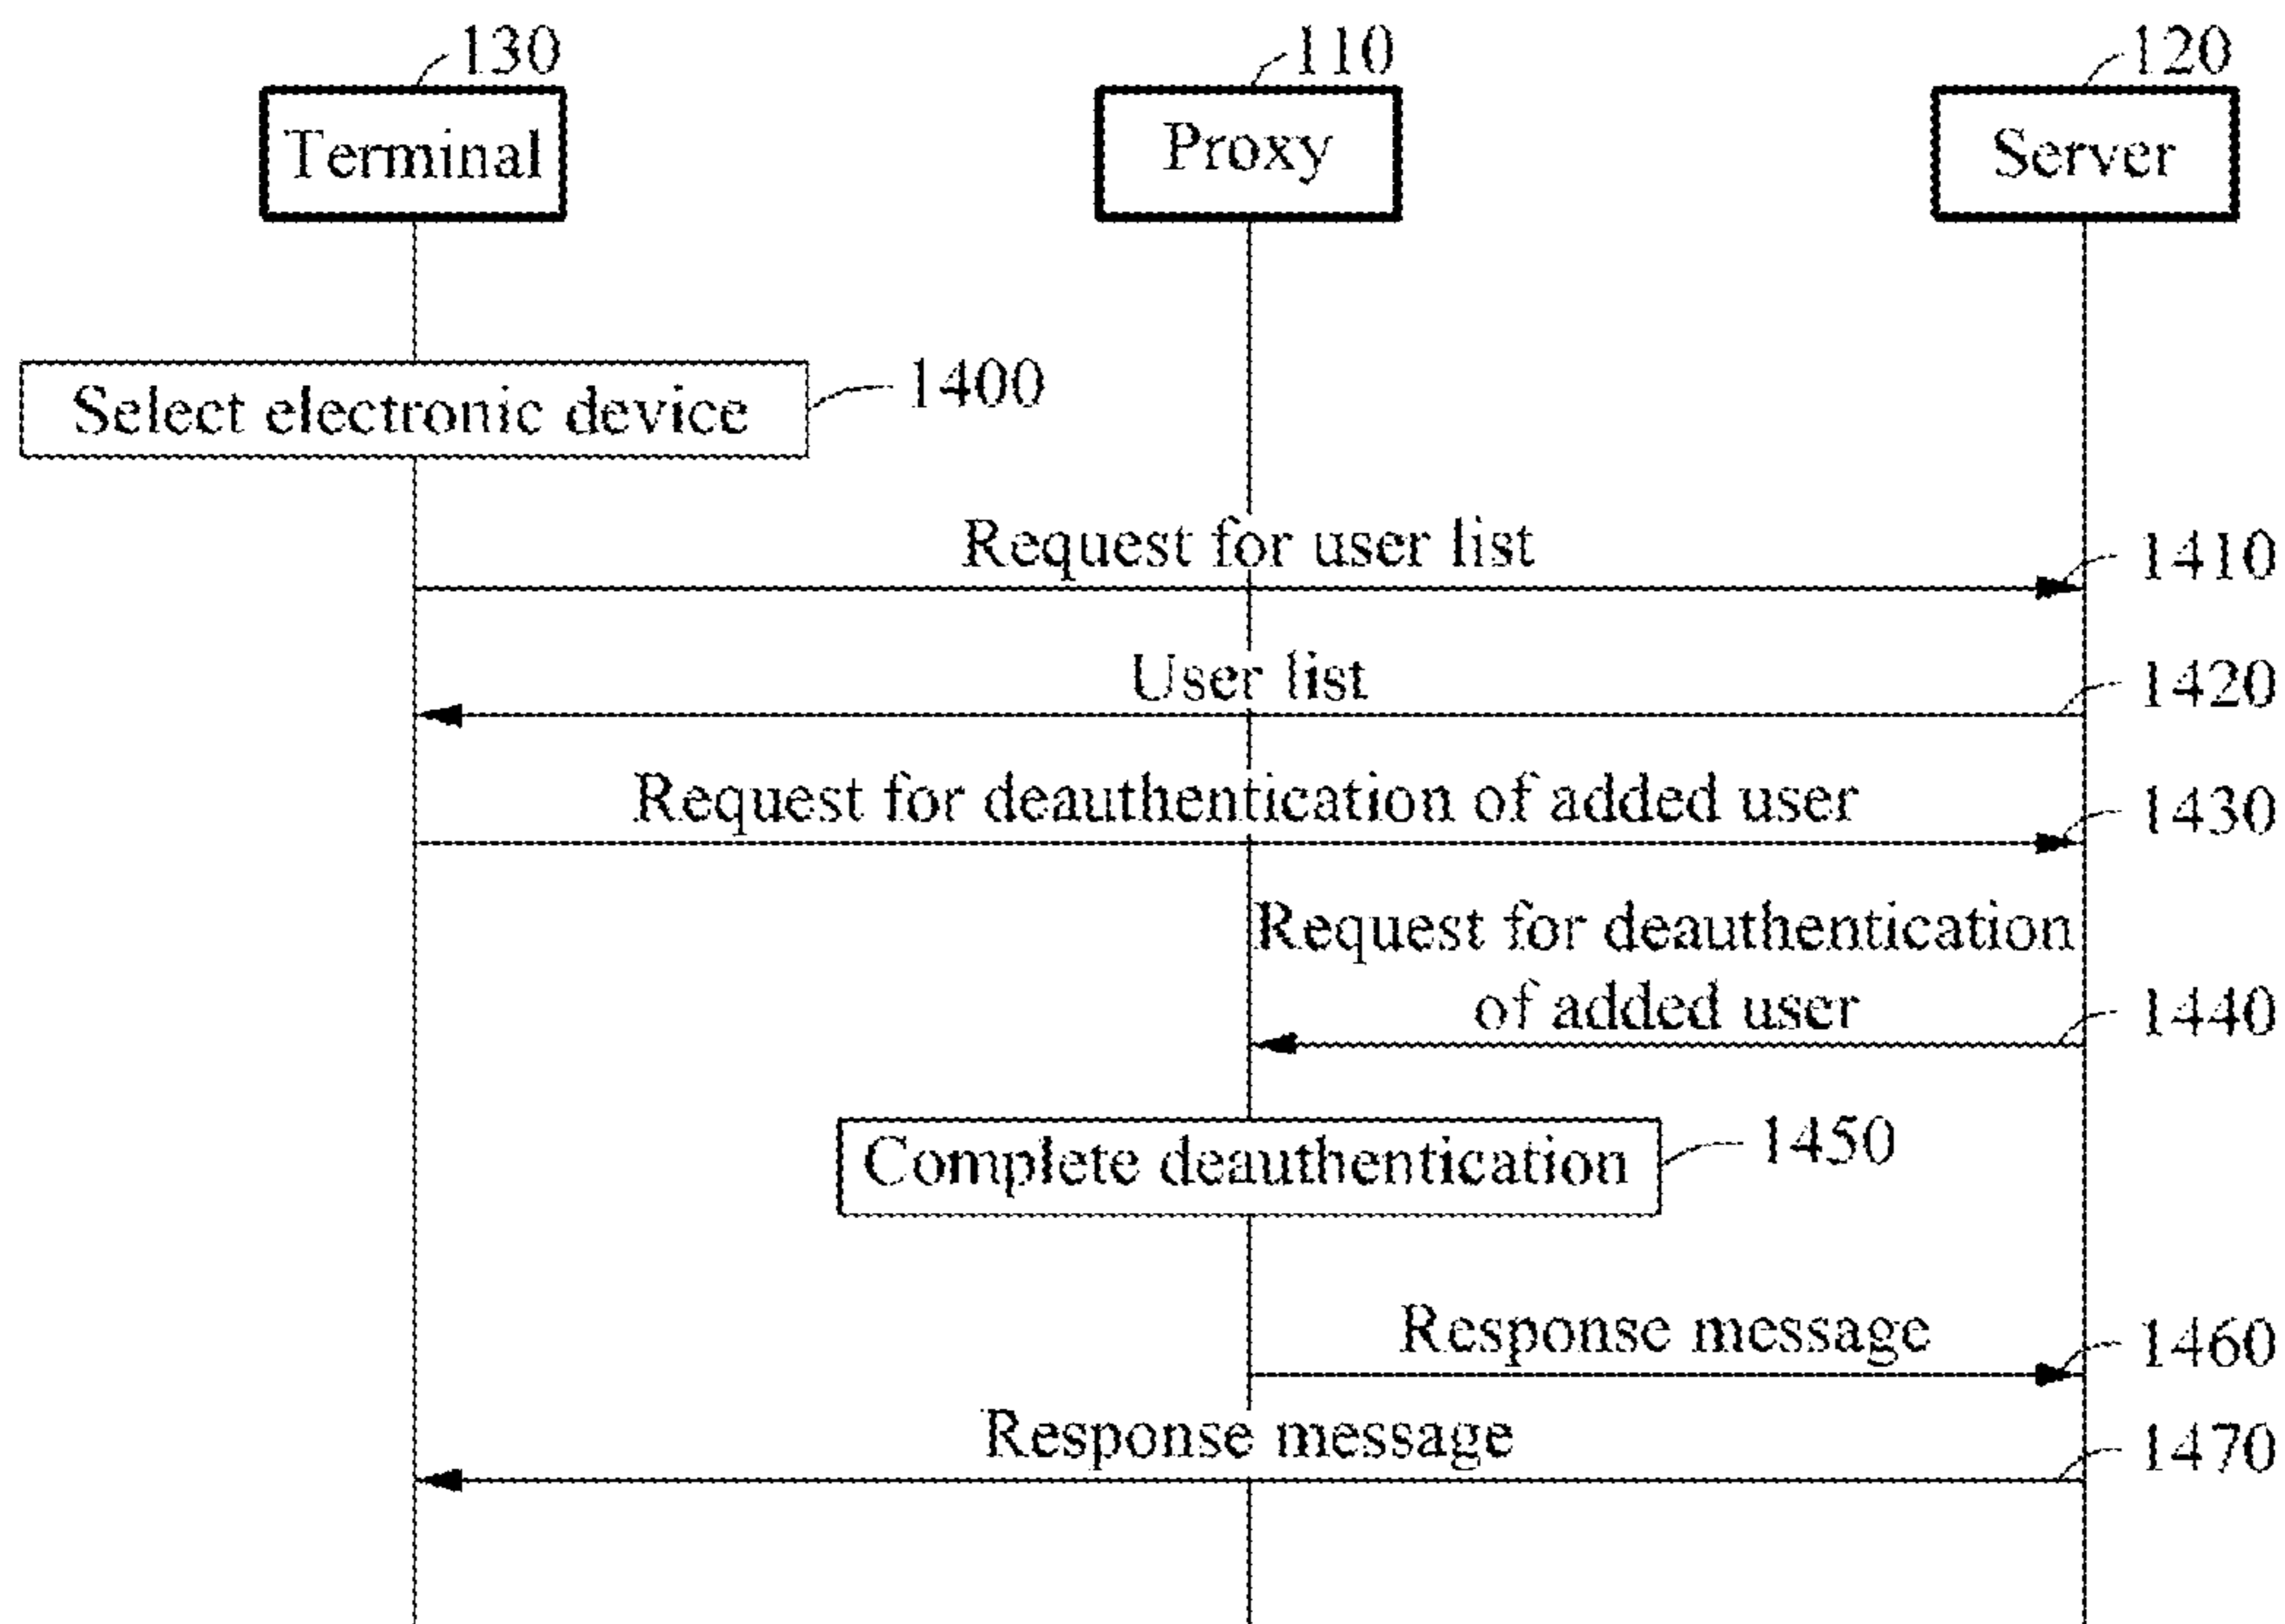 130
110
120
Terminal
Proxy
Server
Select electronic device
1400
Request for user list
1410
User list
1420
Request for deauthentication of added user
1430
Request for deauthentication
of added user
1440
Complete deauthentication
1450
Response message
1460
Response message
1470